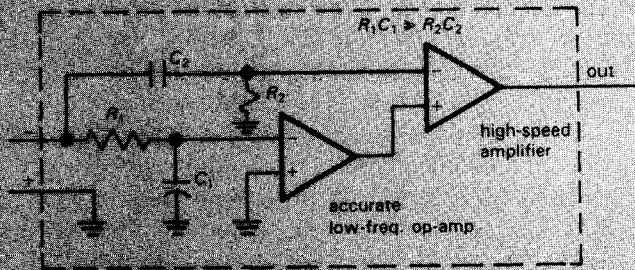 R₁C₁ > R₂C₂
C₂
out
R₂
R₁
−
+
−
+
−
+
high-speed
amplifier
C₁
accurate
low-freq. op-amp